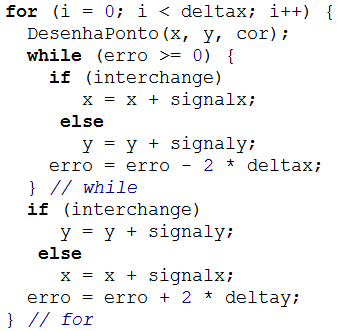 for (i = 0; i < deltax; i++) {
  DesenhaPonto(x, y, cor);
  while (erro >= 0) {
    if (interchange)
       x = x + signalx;
     else
       y = y + signaly;
    erro = erro - 2 * deltax;
  } // while
  if (interchange)
     y = y + signaly;
   else
     x = x + signalx;
  erro = erro + 2 * deltay;
} // for